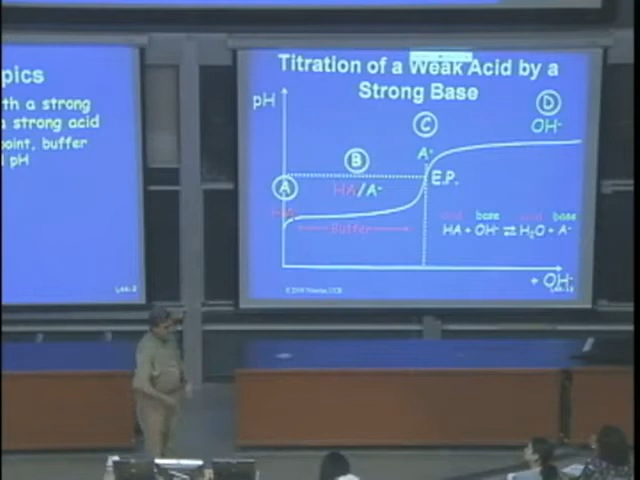 pics
th a strong
a strong acid
point, buffer
pH
Titration of a Weak Acid by a
Strong Base
pH
A
HA
B
HA/A-
Buffer
C
A-
E.P.
D
OH-
acid base acid base
HA + OH- ⇌ H2O + A-
+ OH-